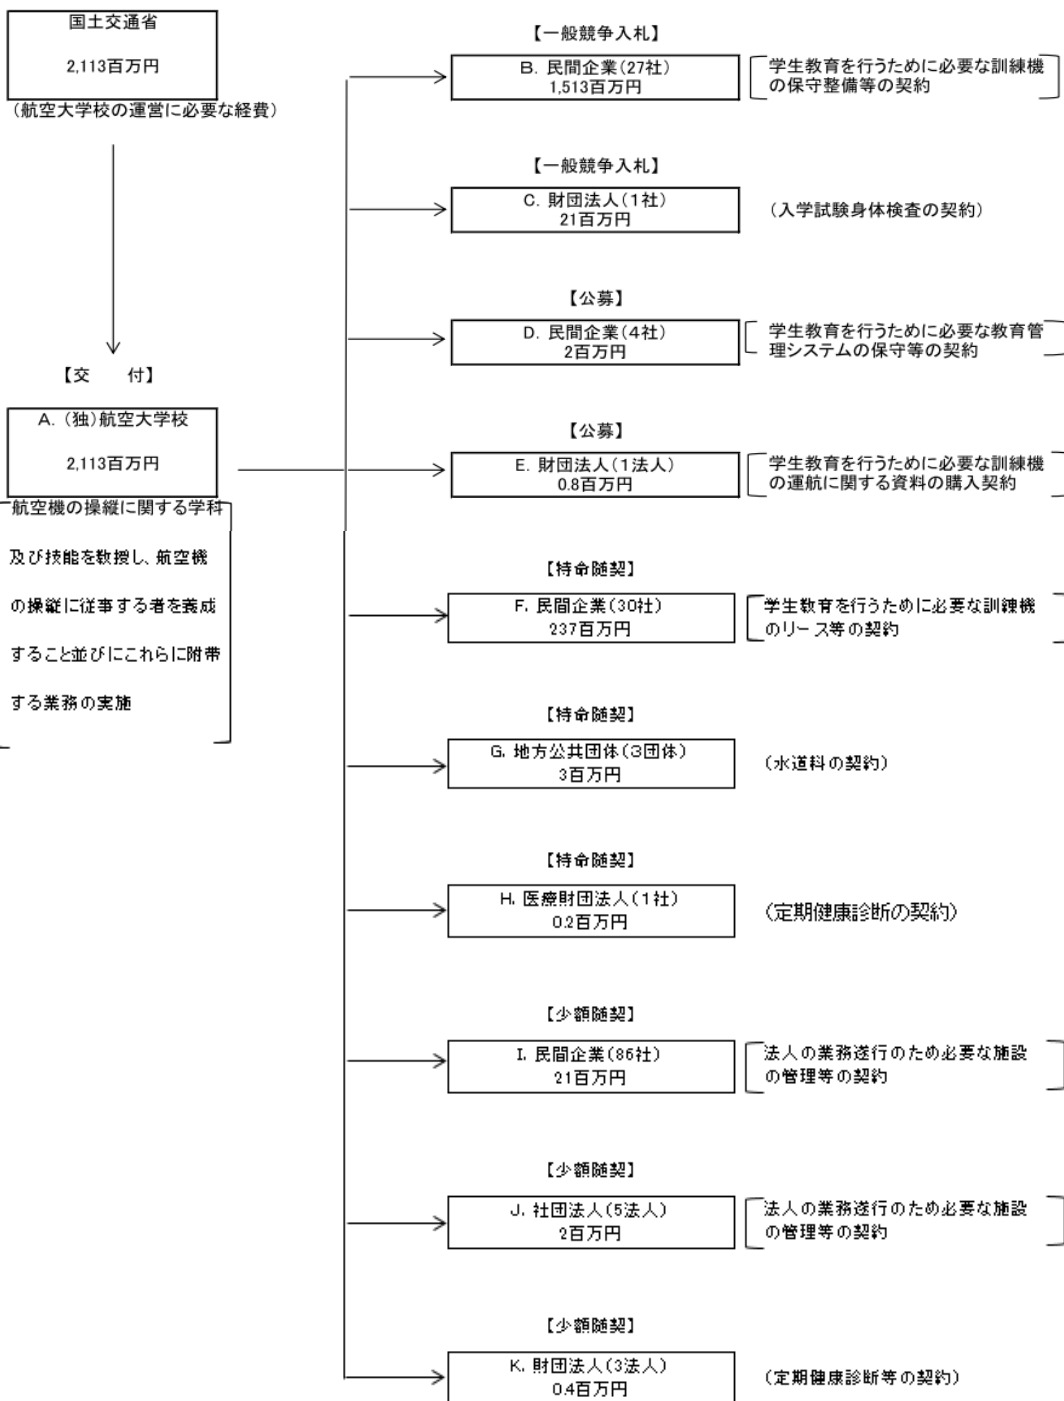 国土交通省
2,113百万円
(航空大学校の運営に必要な経費)
【交　　付】
A. (独)航空大学校
2,113百万円
航空機の操縦に関する学科
及び技能を教授し、航空機
の操縦に従事する者を養成
すること並びにこれらに附帯
する業務の実施
【一般競争入札】
B. 民間企業(27社)
1,513百万円
学生教育を行うために必要な訓練機
の保守整備等の契約
【一般競争入札】
C. 財団法人(1社)
21百万円
(入学試験身体検査の契約)
【公募】
D. 民間企業(4社)
2百万円
学生教育を行うために必要な教育管
理システムの保守等の契約
【公募】
E. 財団法人(1法人)
0.8百万円
学生教育を行うために必要な訓練機
の運航に関する資料の購入契約
【特命随契】
F. 民間企業(30社)
237百万円
学生教育を行うために必要な訓練機
のリース等の契約
【特命随契】
G. 地方公共団体(3団体)
3百万円
(水道料の契約)
【特命随契】
H. 医療財団法人(1社)
0.2百万円
(定期健康診断の契約)
【少額随契】
I. 民間企業(86社)
21百万円
法人の業務遂行のため必要な施設
の管理等の契約
【少額随契】
J. 社団法人(5法人)
2百万円
法人の業務遂行のため必要な施設
の管理等の契約
【少額随契】
K. 財団法人(3法人)
0.4百万円
(定期健康診断等の契約)